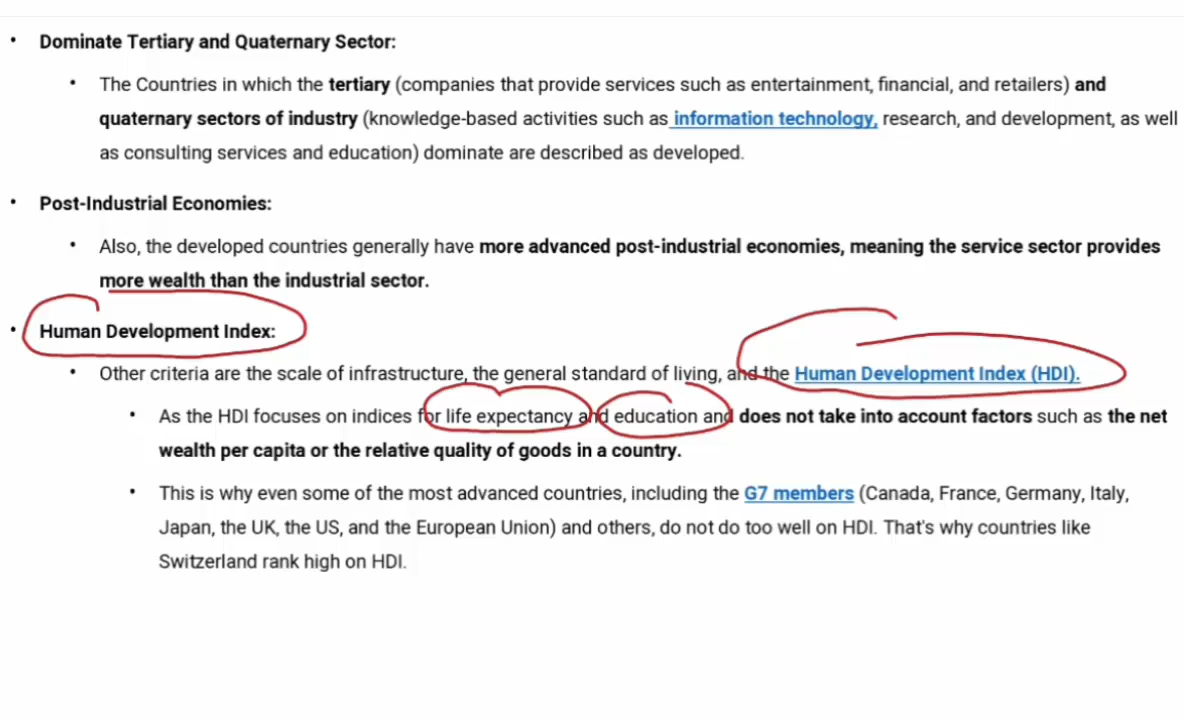 • Dominate Tertiary and Quaternary Sector:
• The Countries in which the tertiary (companies that provide services such as entertainment, financial, and retailers) and
quaternary sectors of industry (knowledge-based activities such as information technology, research, and development, as well
as consulting services and education) dominate are described as developed.
• Post-Industrial Economies:
• Also, the developed countries generally have more advanced post-industrial economies, meaning the service sector provides
more wealth than the industrial sector.
• Human Development Index:
• Other criteria are the scale of infrastructure, the general standard of living, and the Human Development Index (HDI).
• As the HDI focuses on indices for life expectancy and education and does not take into account factors such as the net
wealth per capita or the relative quality of goods in a country.
• This is why even some of the most advanced countries, including the G7 members (Canada, France, Germany, Italy,
Japan, the UK, the US, and the European Union) and others, do not do too well on HDI. That's why countries like
Switzerland rank high on HDI.